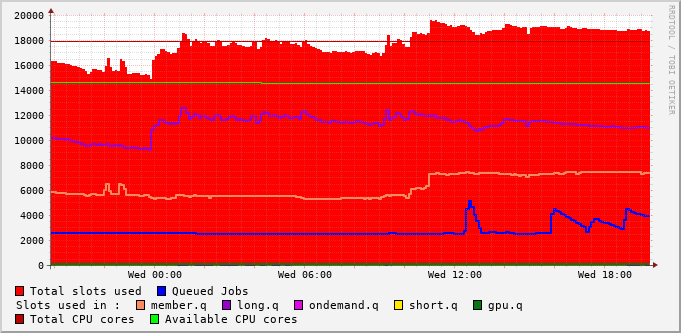 20000
18000
16000
14000
12000
10000
8000
6000
4000
2000
0
Wed 00:00 Wed 06:00 Wed 12:00 Wed 18:00
RRDTOOL / TOBI OETIKER
Total slots used Queued Jobs
Slots used in : member.q long.q ondemand.q short.q gpu.q
Total CPU cores Available CPU cores